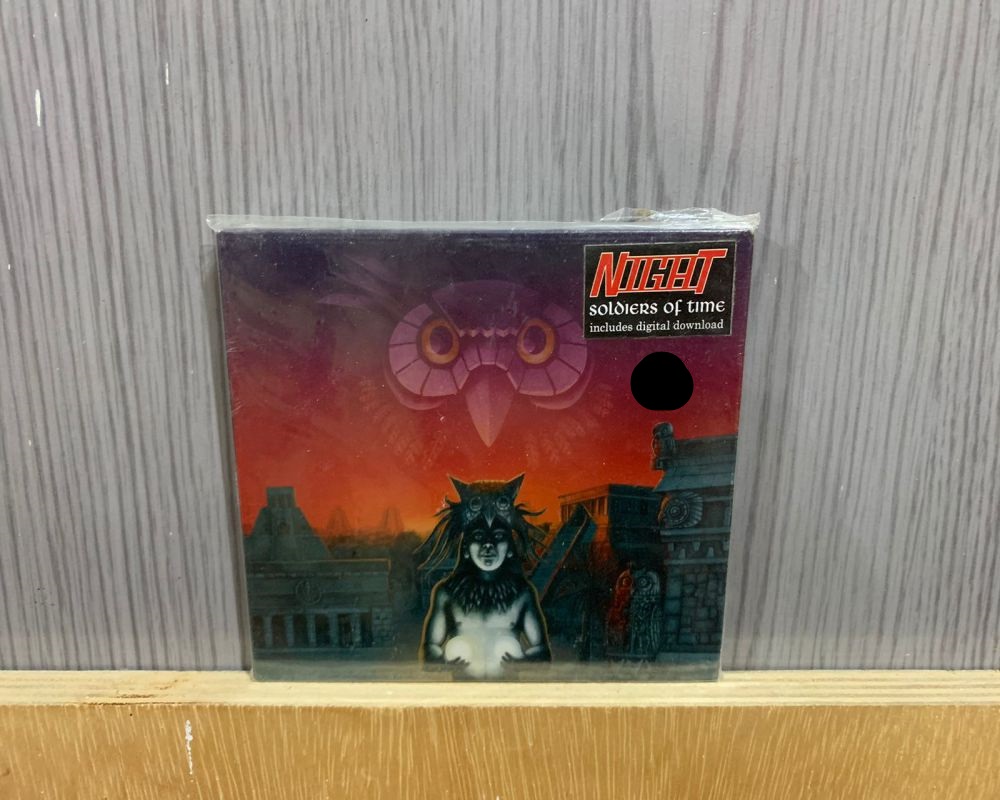 NIGHT
SOLDIERS OF TIME
includes digital download